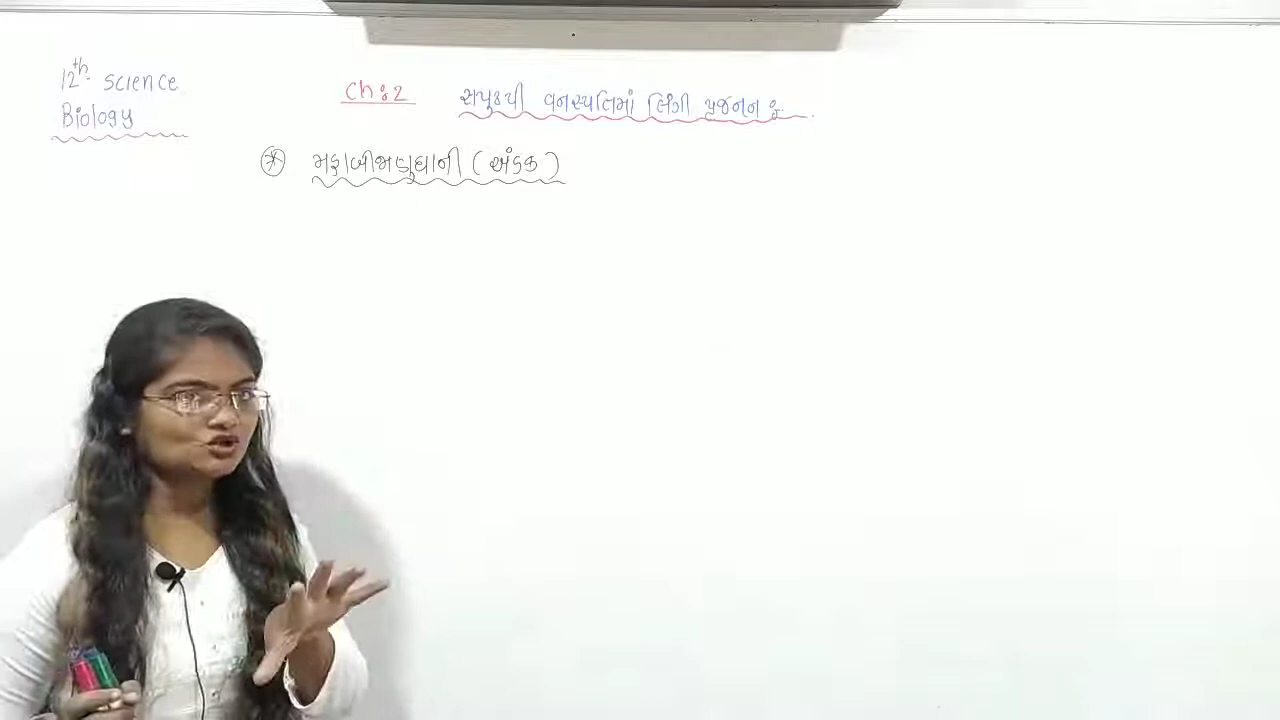 12th science
Biology
Ch:2 સપુષ્પી વનસ્પતિમાં લિંગી પ્રજનન :
* મહાબીજાણુધાની (અંડક)